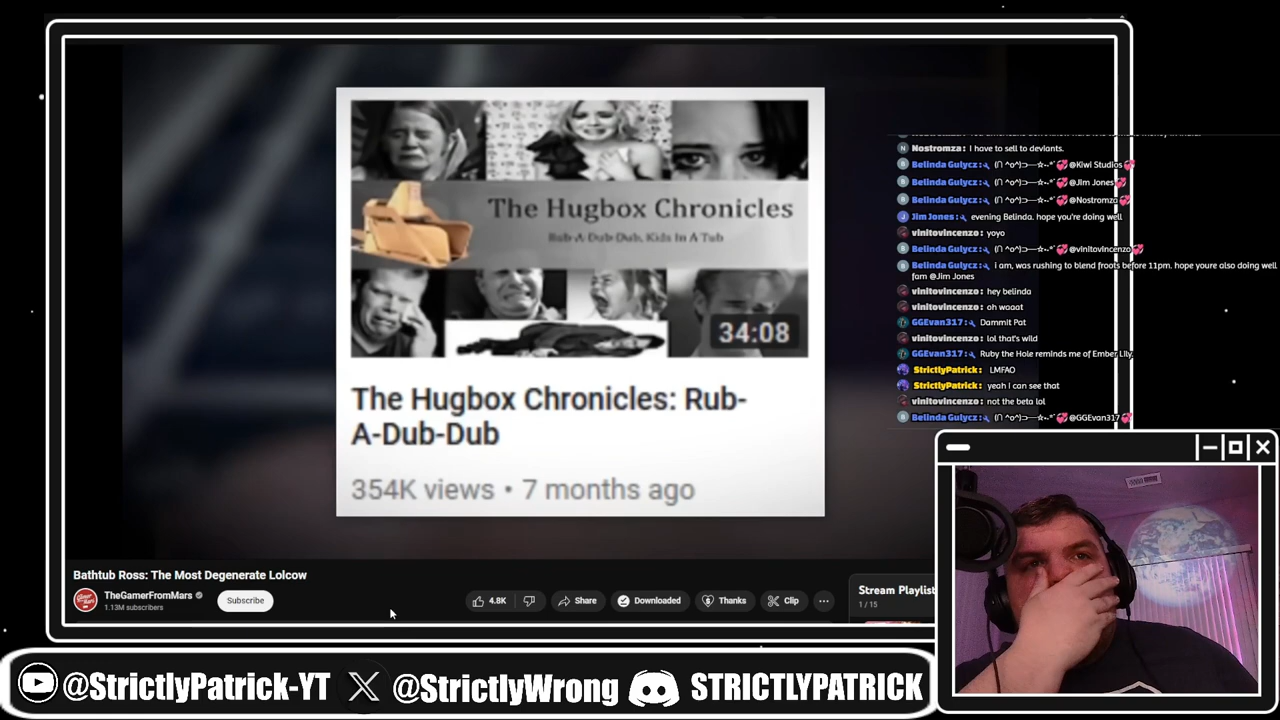 The Hugbox Chronicles
Rub-A-Dub-Dub, Kids In A Tub
34:08
The Hugbox Chronicles: Rub-
A-Dub-Dub
354K views • 7 months ago
N Nostromza: I have to sell to deviants.
B Belinda Gulycz: (∩ ^o^)⊃━☆ﾟ.*💞@Kiwi Studios💞
B Belinda Gulycz: (∩ ^o^)⊃━☆ﾟ.*💞@Jim Jones💞
B Belinda Gulycz: (∩ ^o^)⊃━☆ﾟ.*💞@Nostromza💞
J Jim Jones: evening Belinda. hope you're doing well
vinitovincenzo: yoyo
B Belinda Gulycz: (∩ ^o^)⊃━☆ﾟ.*💞@vinitovincenzo💞
B Belinda Gulycz: i am, was rushing to blend froots before 11pm. hope youre also doing well
fam @Jim Jones
vinitovincenzo: hey belinda
vinitovincenzo: oh waaat
GGEvan317: Dammit Pat
vinitovincenzo: lol that's wild
GGEvan317: Ruby the Hole reminds me of Ember Lily.
StrictlyPatrick: LMFAO
StrictlyPatrick: yeah I can see that
vinitovincenzo: not the beta lol
B Belinda Gulycz: (∩ ^o^)⊃━☆ﾟ.*💞@GGEvan317💞
Bathtub Ross: The Most Degenerate Lolcow
TheGamerFromMars
1.13M subscribers
Subscribe
4.8K
Share
Downloaded
Thanks
Clip
Stream Playlist
1 / 15
@StrictlyPatrick-YT @StrictlyWrong STRICTLYPATRICK